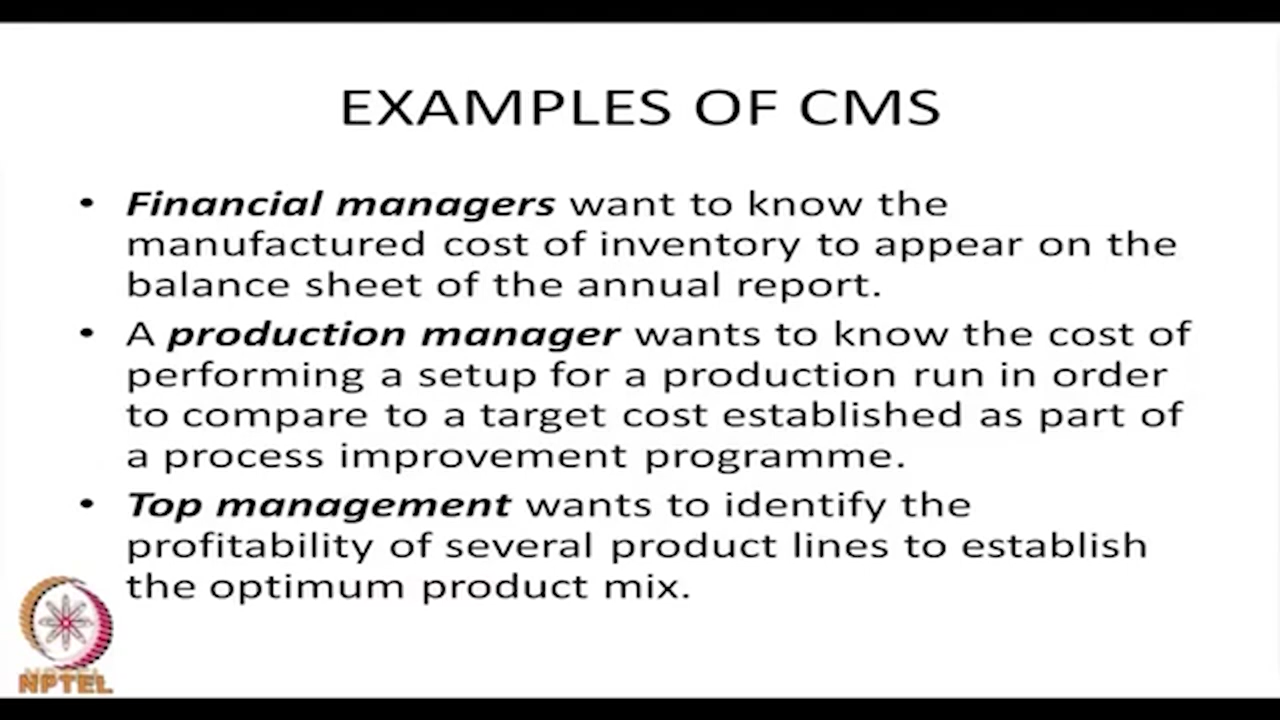 EXAMPLES OF CMS
• Financial managers want to know the
manufactured cost of inventory to appear on the
balance sheet of the annual report.
• A production manager wants to know the cost of
performing a setup for a production run in order
to compare to a target cost established as part of
a process improvement programme.
• Top management wants to identify the
profitability of several product lines to establish
the optimum product mix.
NPTEL